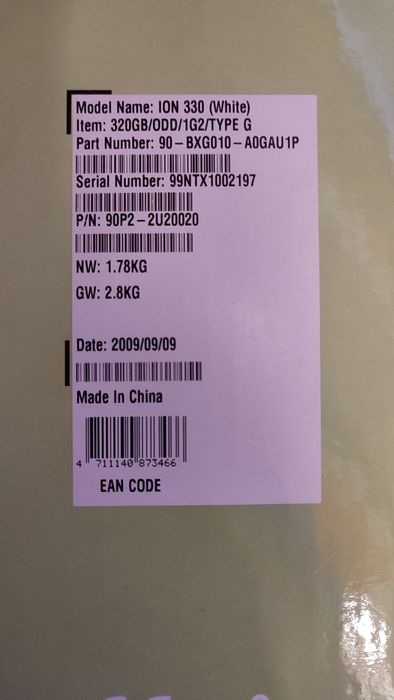 Model Name: ION 330 (White)
Item: 320GB/ODD/1G2/TYPE G
Part Number: 90-BXG010-A0GAU1P
Serial Number: 99NTX1002197
P/N: 90P2-2U20020
NW: 1.78KG
GW: 2.8KG
Date: 2009/09/09
Made In China
4 711140 873466
EAN CODE